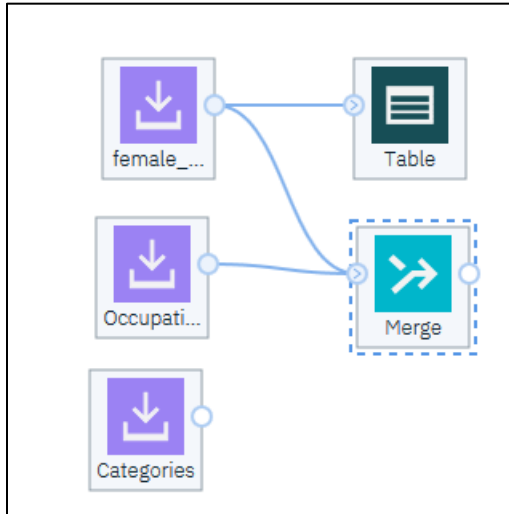 female_...
Table
Occupati...
Merge
Categories